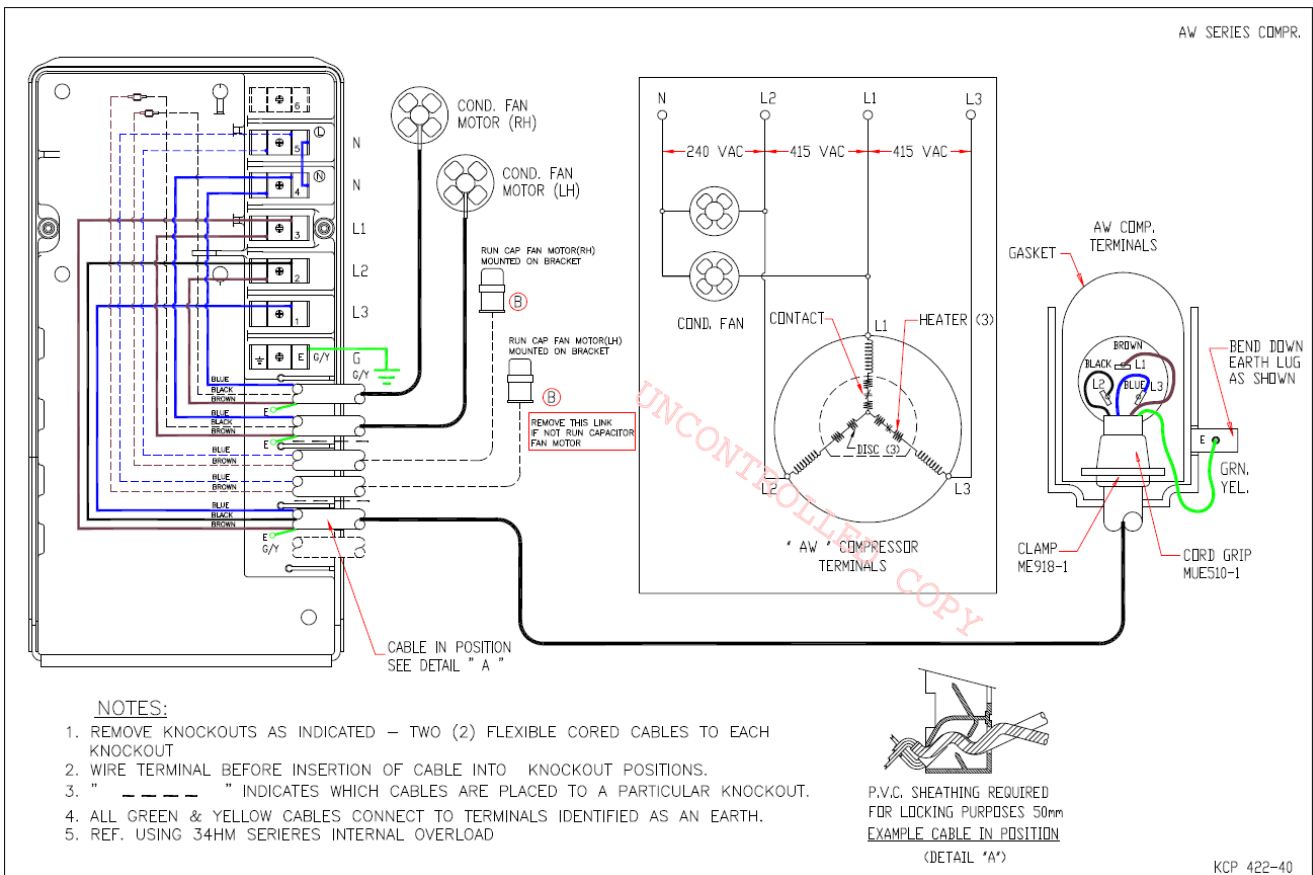 AW SERIES COMPR.
6
5
L
N
4
N
N
3
L1
2
L2
1
L3
E
G/Y
G
G/Y
BLUE
BLACK
BROWN
E
BLUE
BLACK
BROWN
E
BLUE
BROWN
BLUE
BROWN
BLUE
BLACK
BROWN
E
G/Y
COND. FAN
MOTOR (RH)
COND. FAN
MOTOR (LH)
RUN CAP FAN MOTOR(RH)
MOUNTED ON BRACKET
B
RUN CAP FAN MOTOR(LH)
MOUNTED ON BRACKET
B
REMOVE THIS LINK
IF NOT RUN CAPACITOR
FAN MOTOR
CABLE IN POSITION
SEE DETAIL " A "
N L2 L1 L3
240 VAC 415 VAC 415 VAC
COND. FAN
CONTACT
L1
HEATER (3)
DISC (3)
L2
L3
" AW " COMPRESSOR
TERMINALS
UNCONTROLLED COPY
AW COMP.
TERMINALS
GASKET
BROWN
L1
BLACK
L2
BLUE
L3
BEND DOWN
EARTH LUG
AS SHOWN
E
GRN.
YEL.
CLAMP
ME918-1
CORD GRIP
MUE510-1
NOTES:
1. REMOVE KNOCKOUTS AS INDICATED – TWO (2) FLEXIBLE CORED CABLES TO EACH
KNOCKOUT
2. WIRE TERMINAL BEFORE INSERTION OF CABLE INTO KNOCKOUT POSITIONS.
3. " _ _ _ _ " INDICATES WHICH CABLES ARE PLACED TO A PARTICULAR KNOCKOUT.
4. ALL GREEN & YELLOW CABLES CONNECT TO TERMINALS IDENTIFIED AS AN EARTH.
5. REF. USING 34HM SERIERES INTERNAL OVERLOAD
P.V.C. SHEATHING REQUIRED
FOR LOCKING PURPOSES 50mm
EXAMPLE CABLE IN POSITION
(DETAIL "A")
KCP 422-40